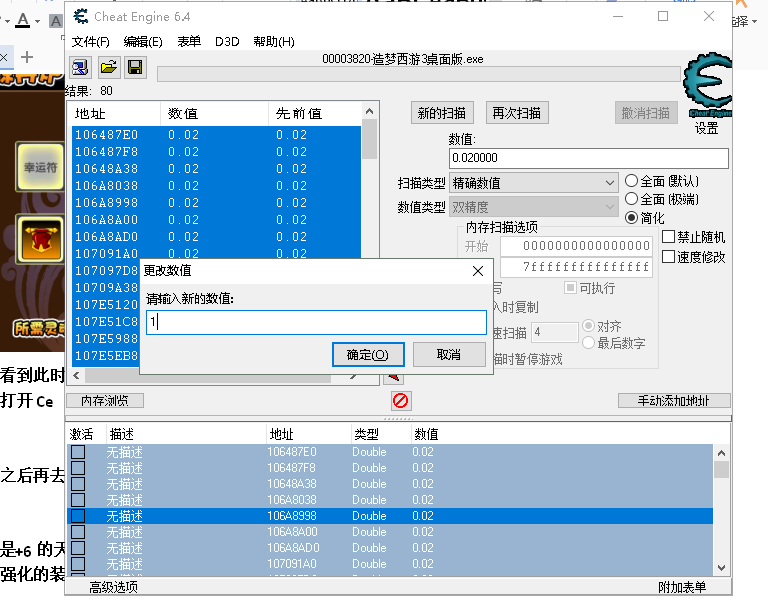 Cheat Engine 6.4
文件(F) 编辑(E) 表单 D3D 帮助(H)
00003820-造梦西游3桌面版.exe
结果: 80
地址 数值 先前值
106487E0 0.02 0.02
106487F8 0.02 0.02
10648A38 0.02 0.02
106A8038 0.02 0.02
106A8998 0.02 0.02
106A8A00 0.02 0.02
106A8AD0 0.02 0.02
107091A0 0.02 0.02
107097D8
10709A38
107E5120
107E51C8
107E5988
107E5EB8
新的扫描 再次扫描 撤消扫描
Cheat Engine
设置
数值:
0.020000
扫描类型 精确数值
数值类型 双精度
全面 (默认)
全面 (极端)
简化
内存扫描选项
开始 0000000000000000
7fffffffffffffff
禁止随机
速度修改
可执行
入时复制
速扫描 4
对齐
最后数字
描时暂停游戏
更改数值
请输入新的数值:
1
确定(O) 取消
内存浏览 手动添加地址
激活 描述 地址 类型 数值
无描述 106487E0 Double 0.02
无描述 106487F8 Double 0.02
无描述 10648A38 Double 0.02
无描述 106A8038 Double 0.02
无描述 106A8998 Double 0.02
无描述 106A8A00 Double 0.02
无描述 106A8AD0 Double 0.02
无描述 107091A0 Double 0.02
高级选项 附加表单
幸运符
所需灵
看到此时
打开 Ce
之后再去
是+6 的天
强化的装
选择